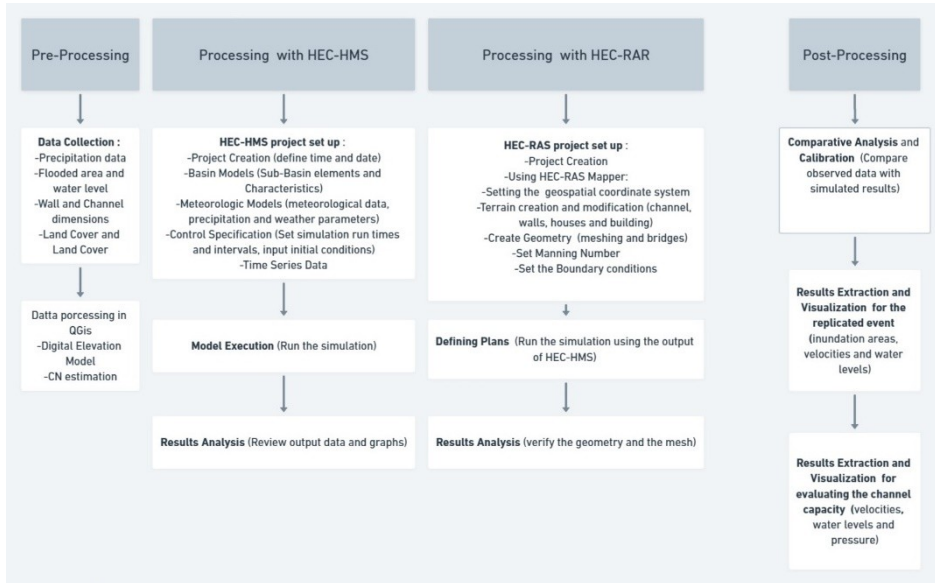 Pre-Processing
Data Collection :
-Precipitation data
-Flooded area and
water level
-Wall and Channel
dimensions
-Land Cover and
Land Cover
Datta porcessing in
QGis
-Digital Elevation
Model
-CN estimation
Processing with HEC-HMS
HEC-HMS project set up :
-Project Creation (define time and date)
-Basin Models (Sub-Basin elements and
Characteristics)
-Meteorologic Models (meteorological data,
precipitation and weather parameters)
-Control Specification (Set simulation run times
and intervals, input initial conditions)
-Time Series Data
Model Execution (Run the simulation)
Results Analysis (Review output data and graphs)
Processing with HEC-RAR
HEC-RAS project set up :
-Project Creation
-Using HEC-RAS Mapper:
-Setting the geospatial coordinate system
-Terrain creation and modification (channel,
walls, houses and building)
-Create Geometry (meshing and bridges)
-Set Manning Number
-Set the Boundary conditions
Defining Plans (Run the simulation using the output
of HEC-HMS)
Results Analysis (verify the geometry and the mesh)
Post-Processing
Comparative Analysis and
Calibration (Compare
observed data with
simulated results)
Results Extraction and
Visualization for the
replicated event
(inundation areas,
velocities and water
levels)
Results Extraction and
Visualization for
evaluating the channel
capacity (velocities,
water levels and
pressure)